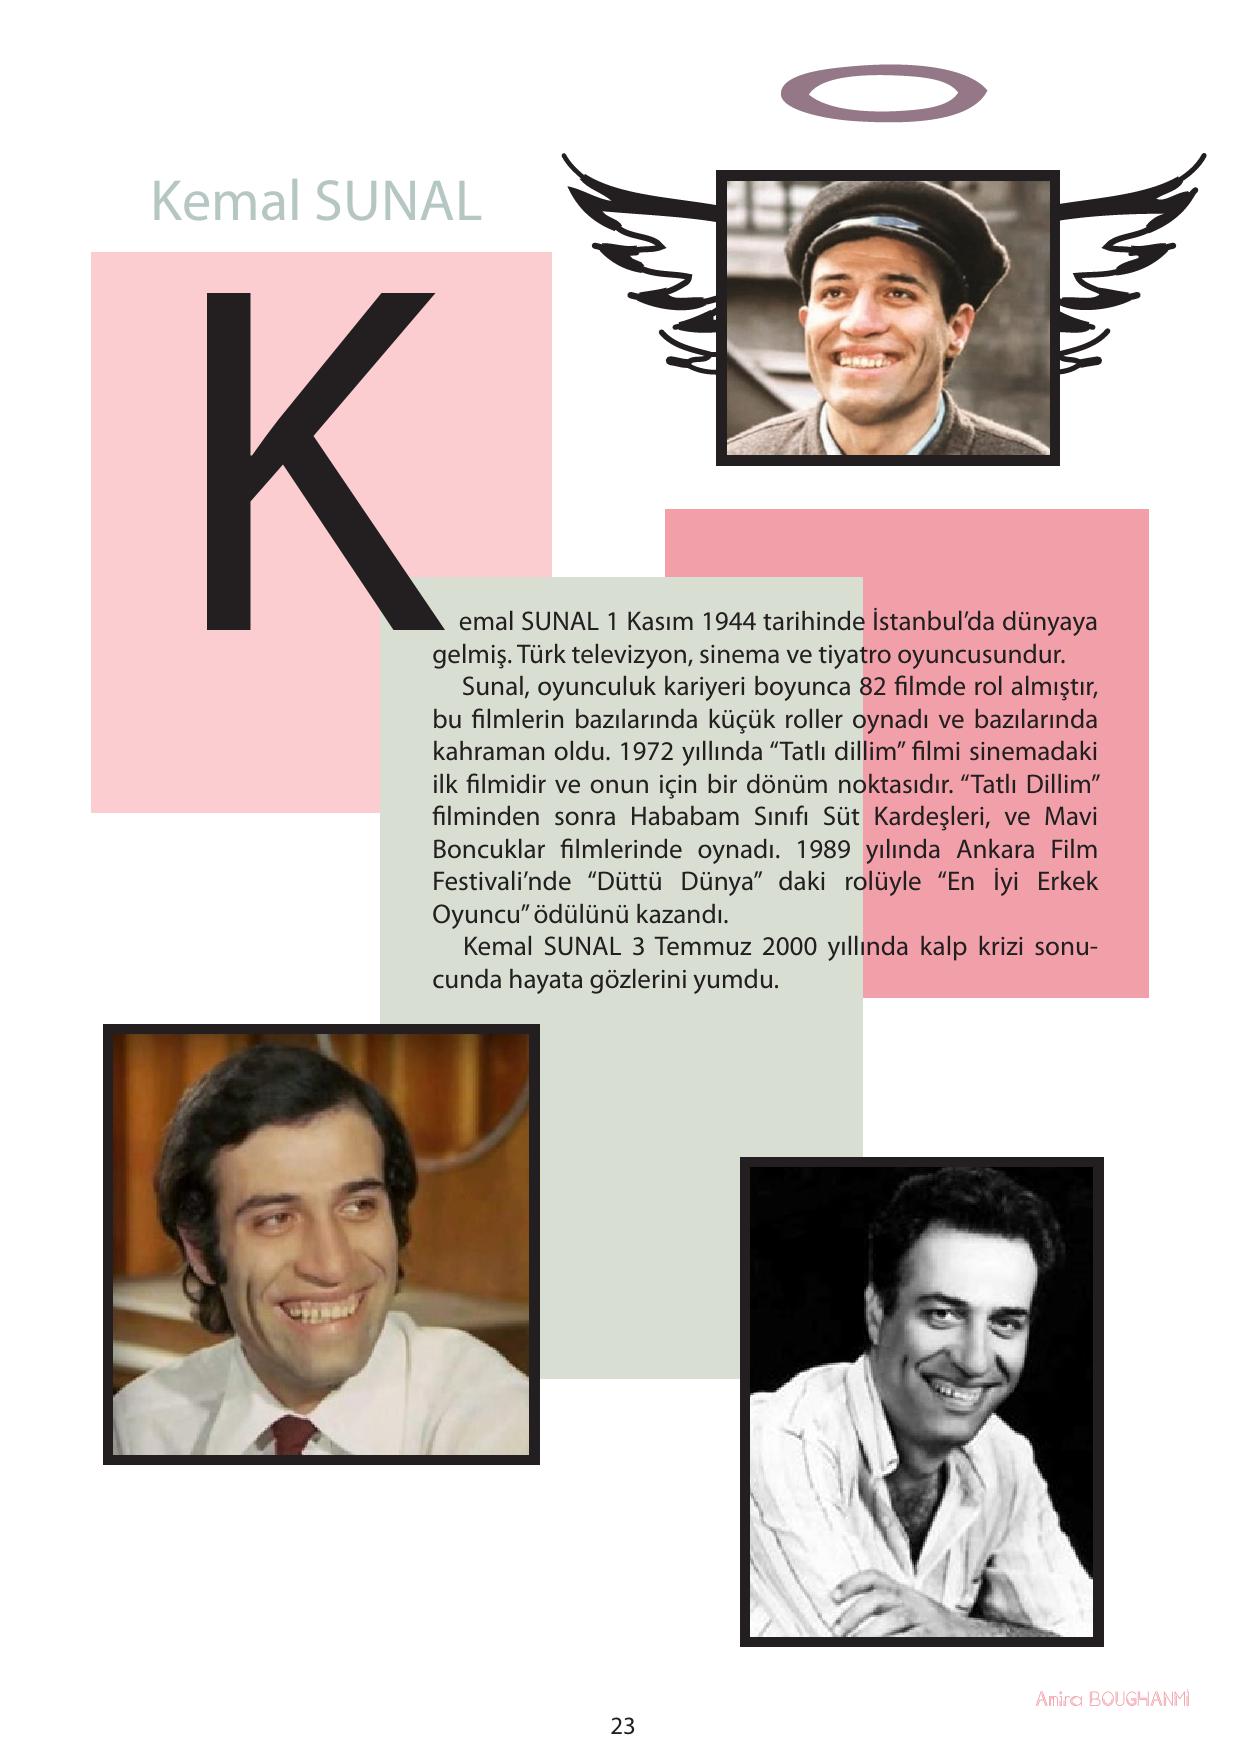 Kemal SUNAL
K
emal SUNAL 1 Kasım 1944 tarihinde İstanbul’da dünyaya
gelmiş. Türk televizyon, sinema ve tiyatro oyuncusundur.
Sunal, oyunculuk kariyeri boyunca 82 filmde rol almıştır,
bu filmlerin bazılarında küçük roller oynadı ve bazılarında
kahraman oldu. 1972 yıllında “Tatlı dillim” filmi sinemadaki
ilk filmidir ve onun için bir dönüm noktasıdır. “Tatlı Dillim”
filminden sonra Hababam Sınıfı Süt Kardeşleri, ve Mavi
Boncuklar filmlerinde oynadı. 1989 yılında Ankara Film
Festivali’nde “Düttü Dünya” daki rolüyle “En İyi Erkek
Oyuncu” ödülünü kazandı.
Kemal SUNAL 3 Temmuz 2000 yıllında kalp krizi sonu-
cunda hayata gözlerini yumdu.
Amira BOUGHANMİ
23